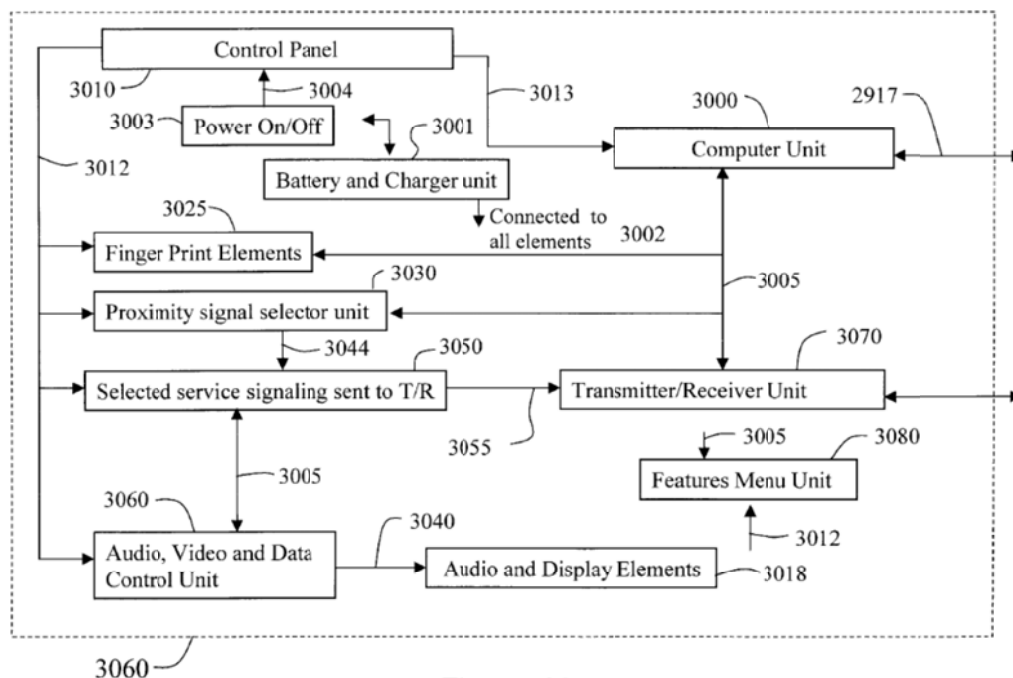 Control Panel
3010
3004
3013
3000
2917
3003
Power On/Off
3001
Computer Unit
3012
Battery and Charger unit
3025
Connected to
all elements
3002
Finger Print Elements
3030
3005
Proximity signal selector unit
3044
3050
3070
Selected service signaling sent to T/R
Transmitter/Receiver Unit
3055
3005
3005
3080
Features Menu Unit
3060
3040
3012
Audio, Video and Data
Control Unit
Audio and Display Elements
3018
3060